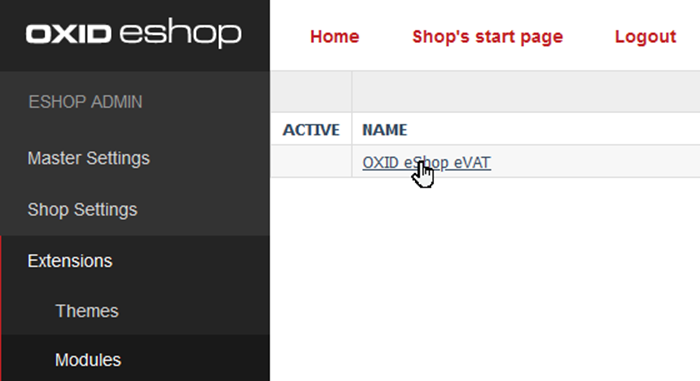 OXID eshop
Home Shop's start page Logout
ESHOP ADMIN
Master Settings
Shop Settings
Extensions
Themes
Modules
ACTIVE NAME
OXID eShop eVAT